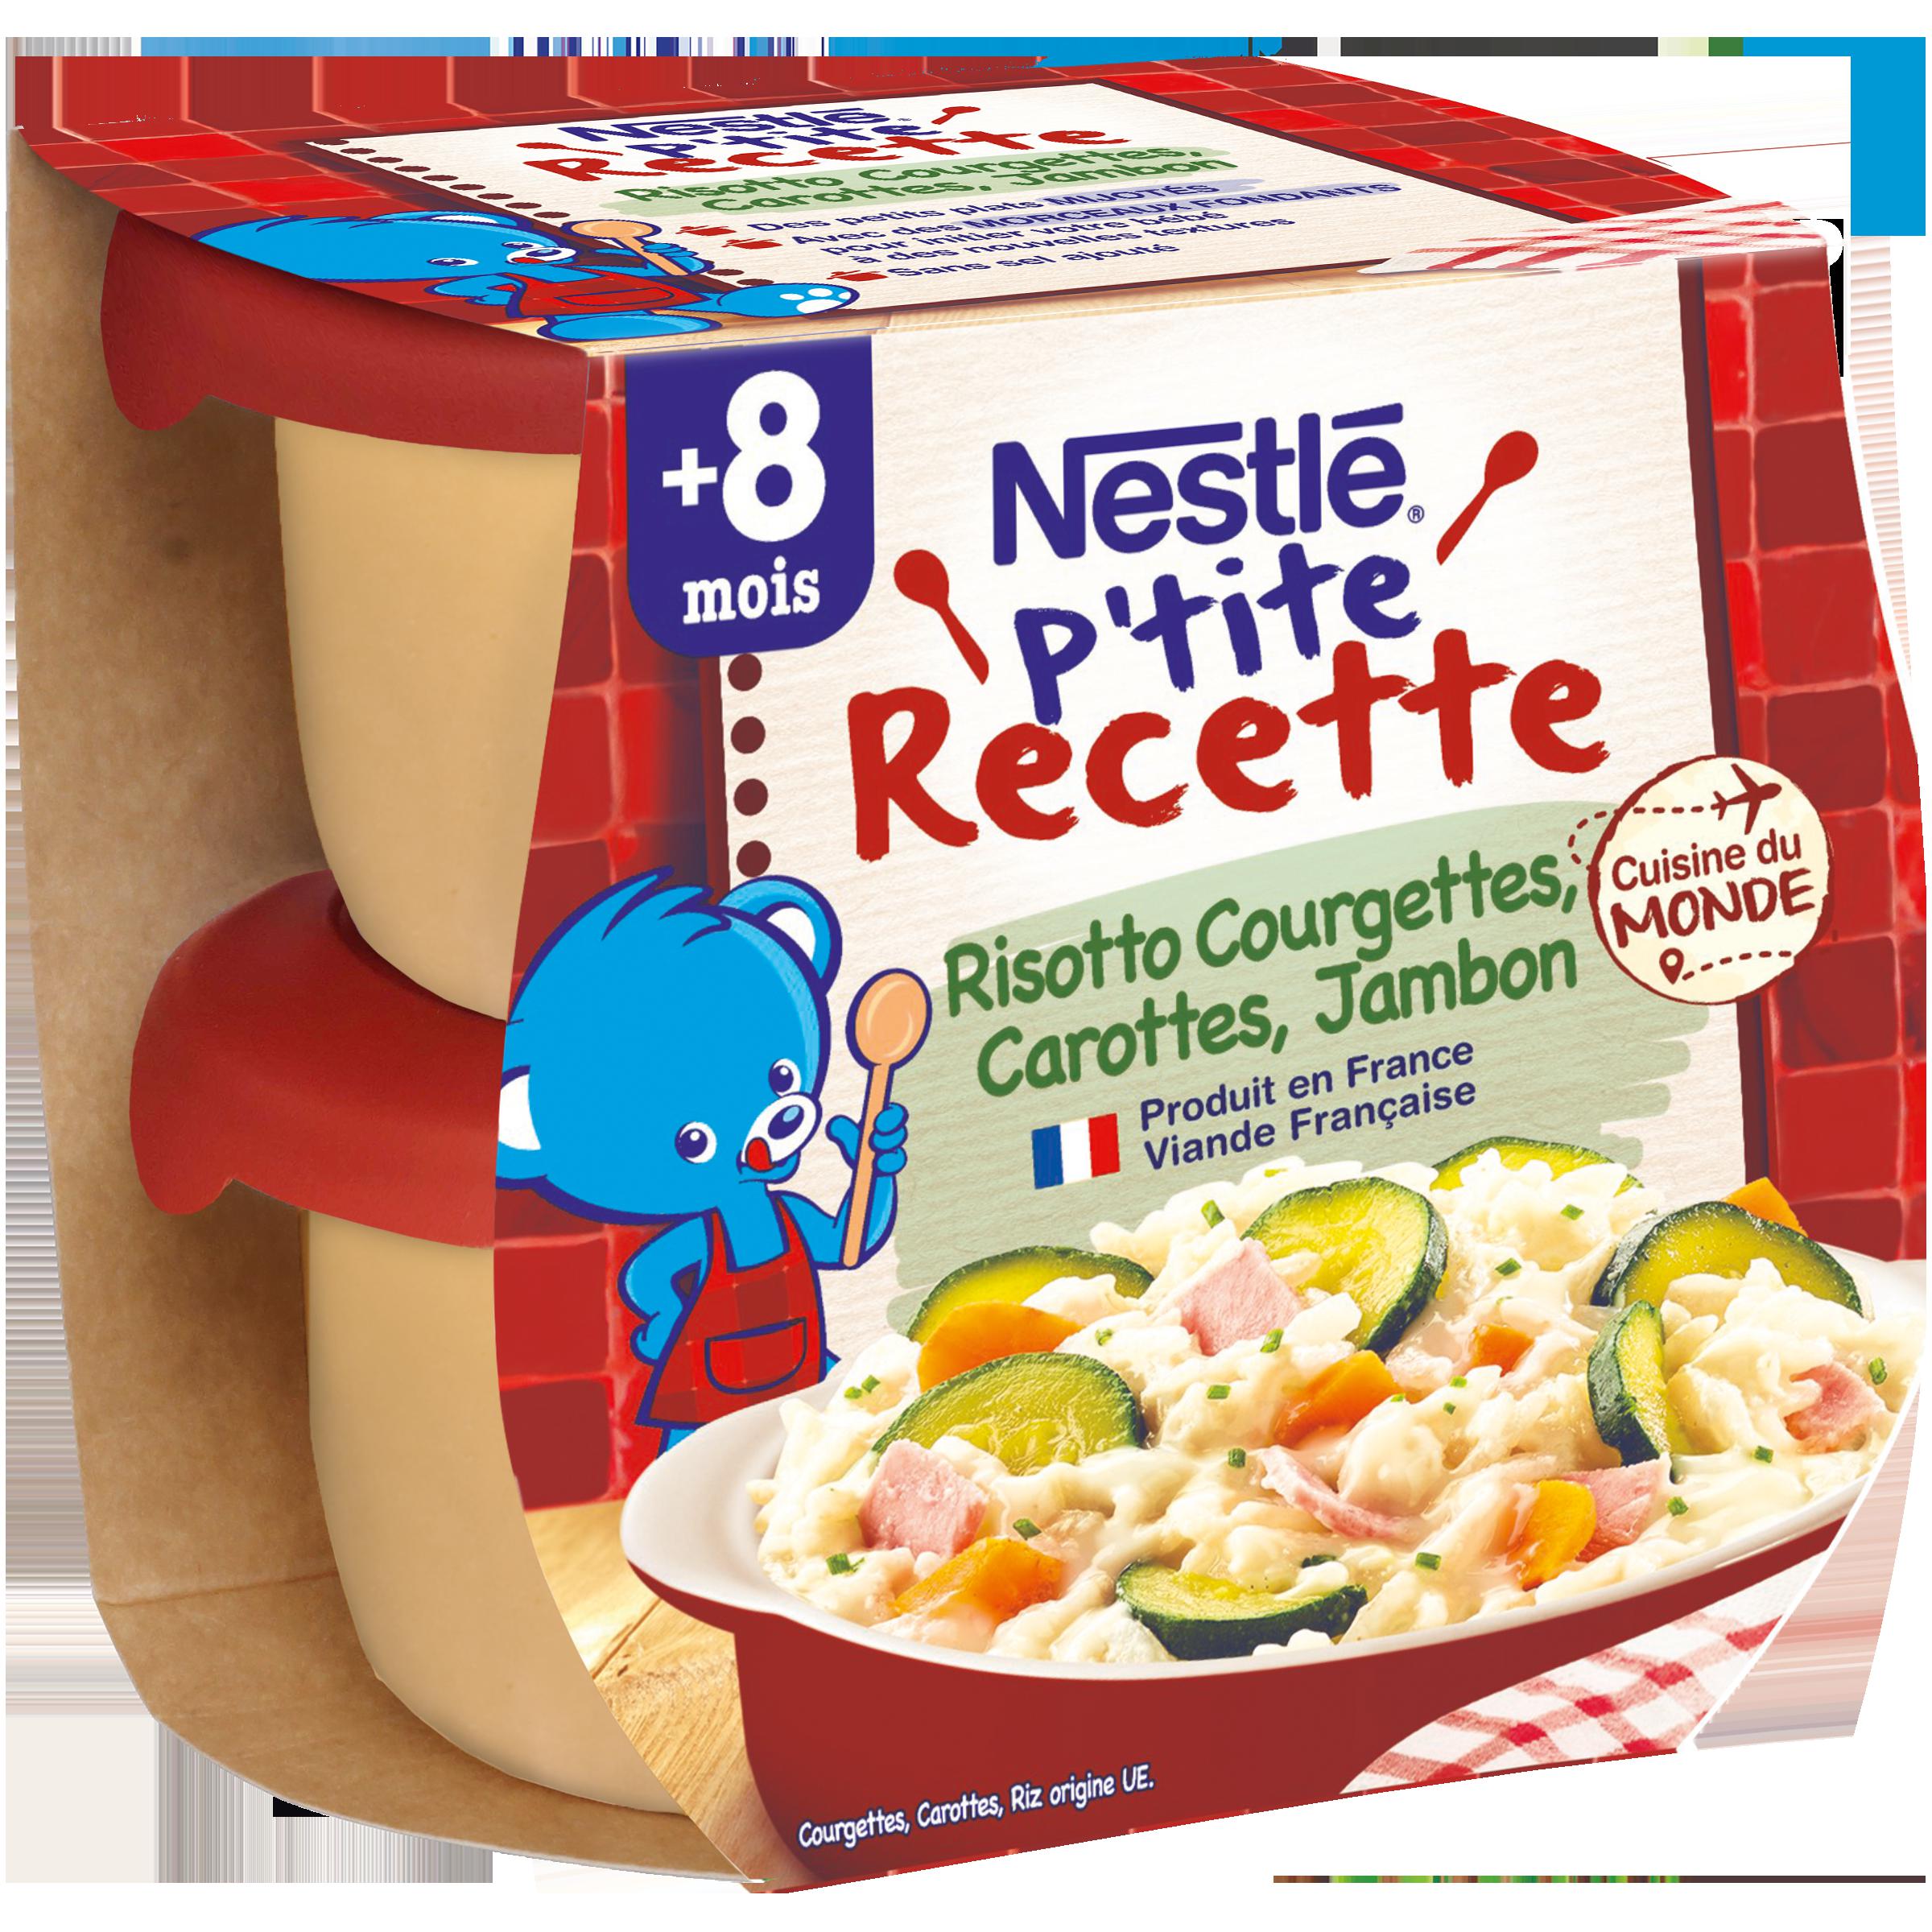 Nestlé
P'tite
Recette
Risotto Courgettes,
Carottes, Jambon
Des petits plats MIJOTÉS
Avec des MORCEAUX FONDANTS
pour initier votre bébé
à des nouvelles textures
Sans sel ajouté
+8
mois
Nestlé®
P'tite
Recette
Risotto Courgettes,
Carottes, Jambon
Cuisine du
MONDE
Produit en France
Viande Française
Courgettes, Carottes, Riz origine UE.